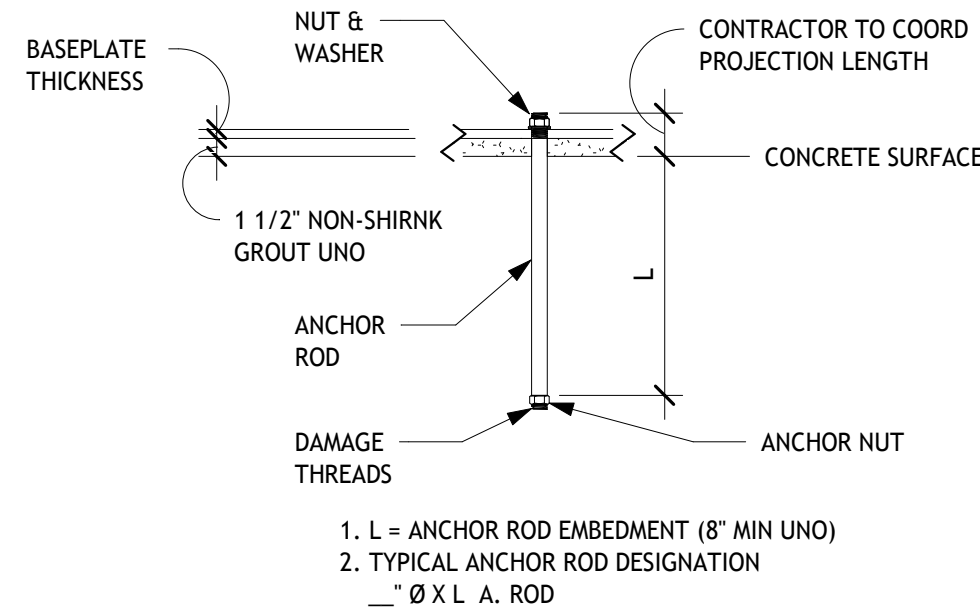 NUT &
WASHER
CONTRACTOR TO COORD
PROJECTION LENGTH
BASEPLATE
THICKNESS
CONCRETE SURFACE
1 1/2" NON-SHIRNK
GROUT UNO
L
ANCHOR
ROD
DAMAGE
THREADS
ANCHOR NUT
1. L = ANCHOR ROD EMBEDMENT (8" MIN UNO)
2. TYPICAL ANCHOR ROD DESIGNATION
__" Ø X L A. ROD